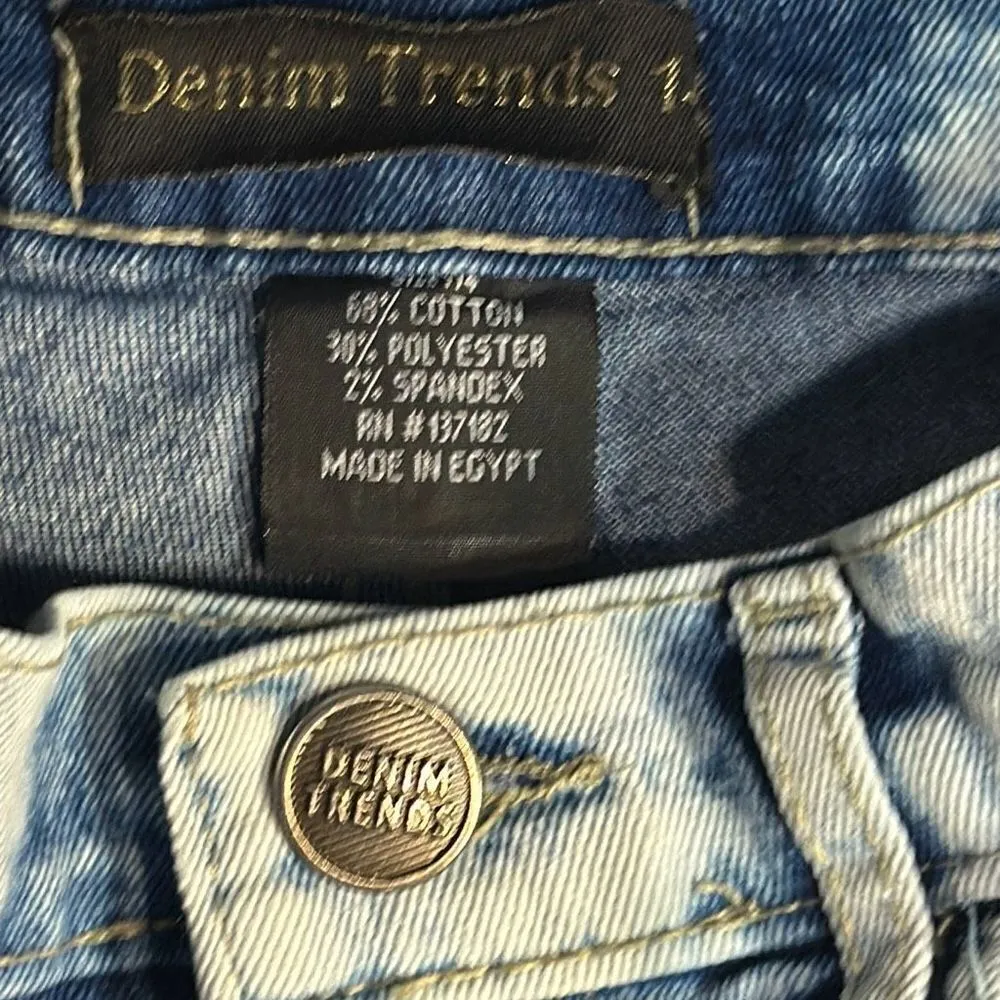 Denim Trends
68% COTTON
30% POLYESTER
2% SPANDEX
RN #137182
MADE IN EGYPT
DENIM
TRENDS